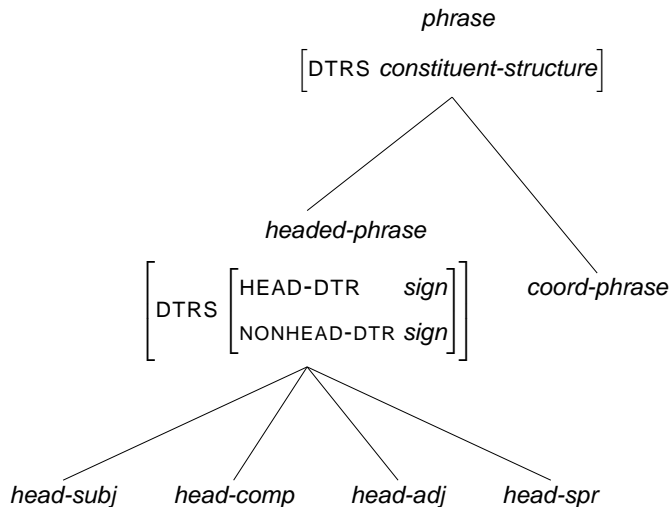 phrase
[DTRS constituent-structure]
headed-phrase
[DTRS [HEAD-DTR sign
NONHEAD-DTR sign]]
coord-phrase
head-subj head-comp head-adj head-spr